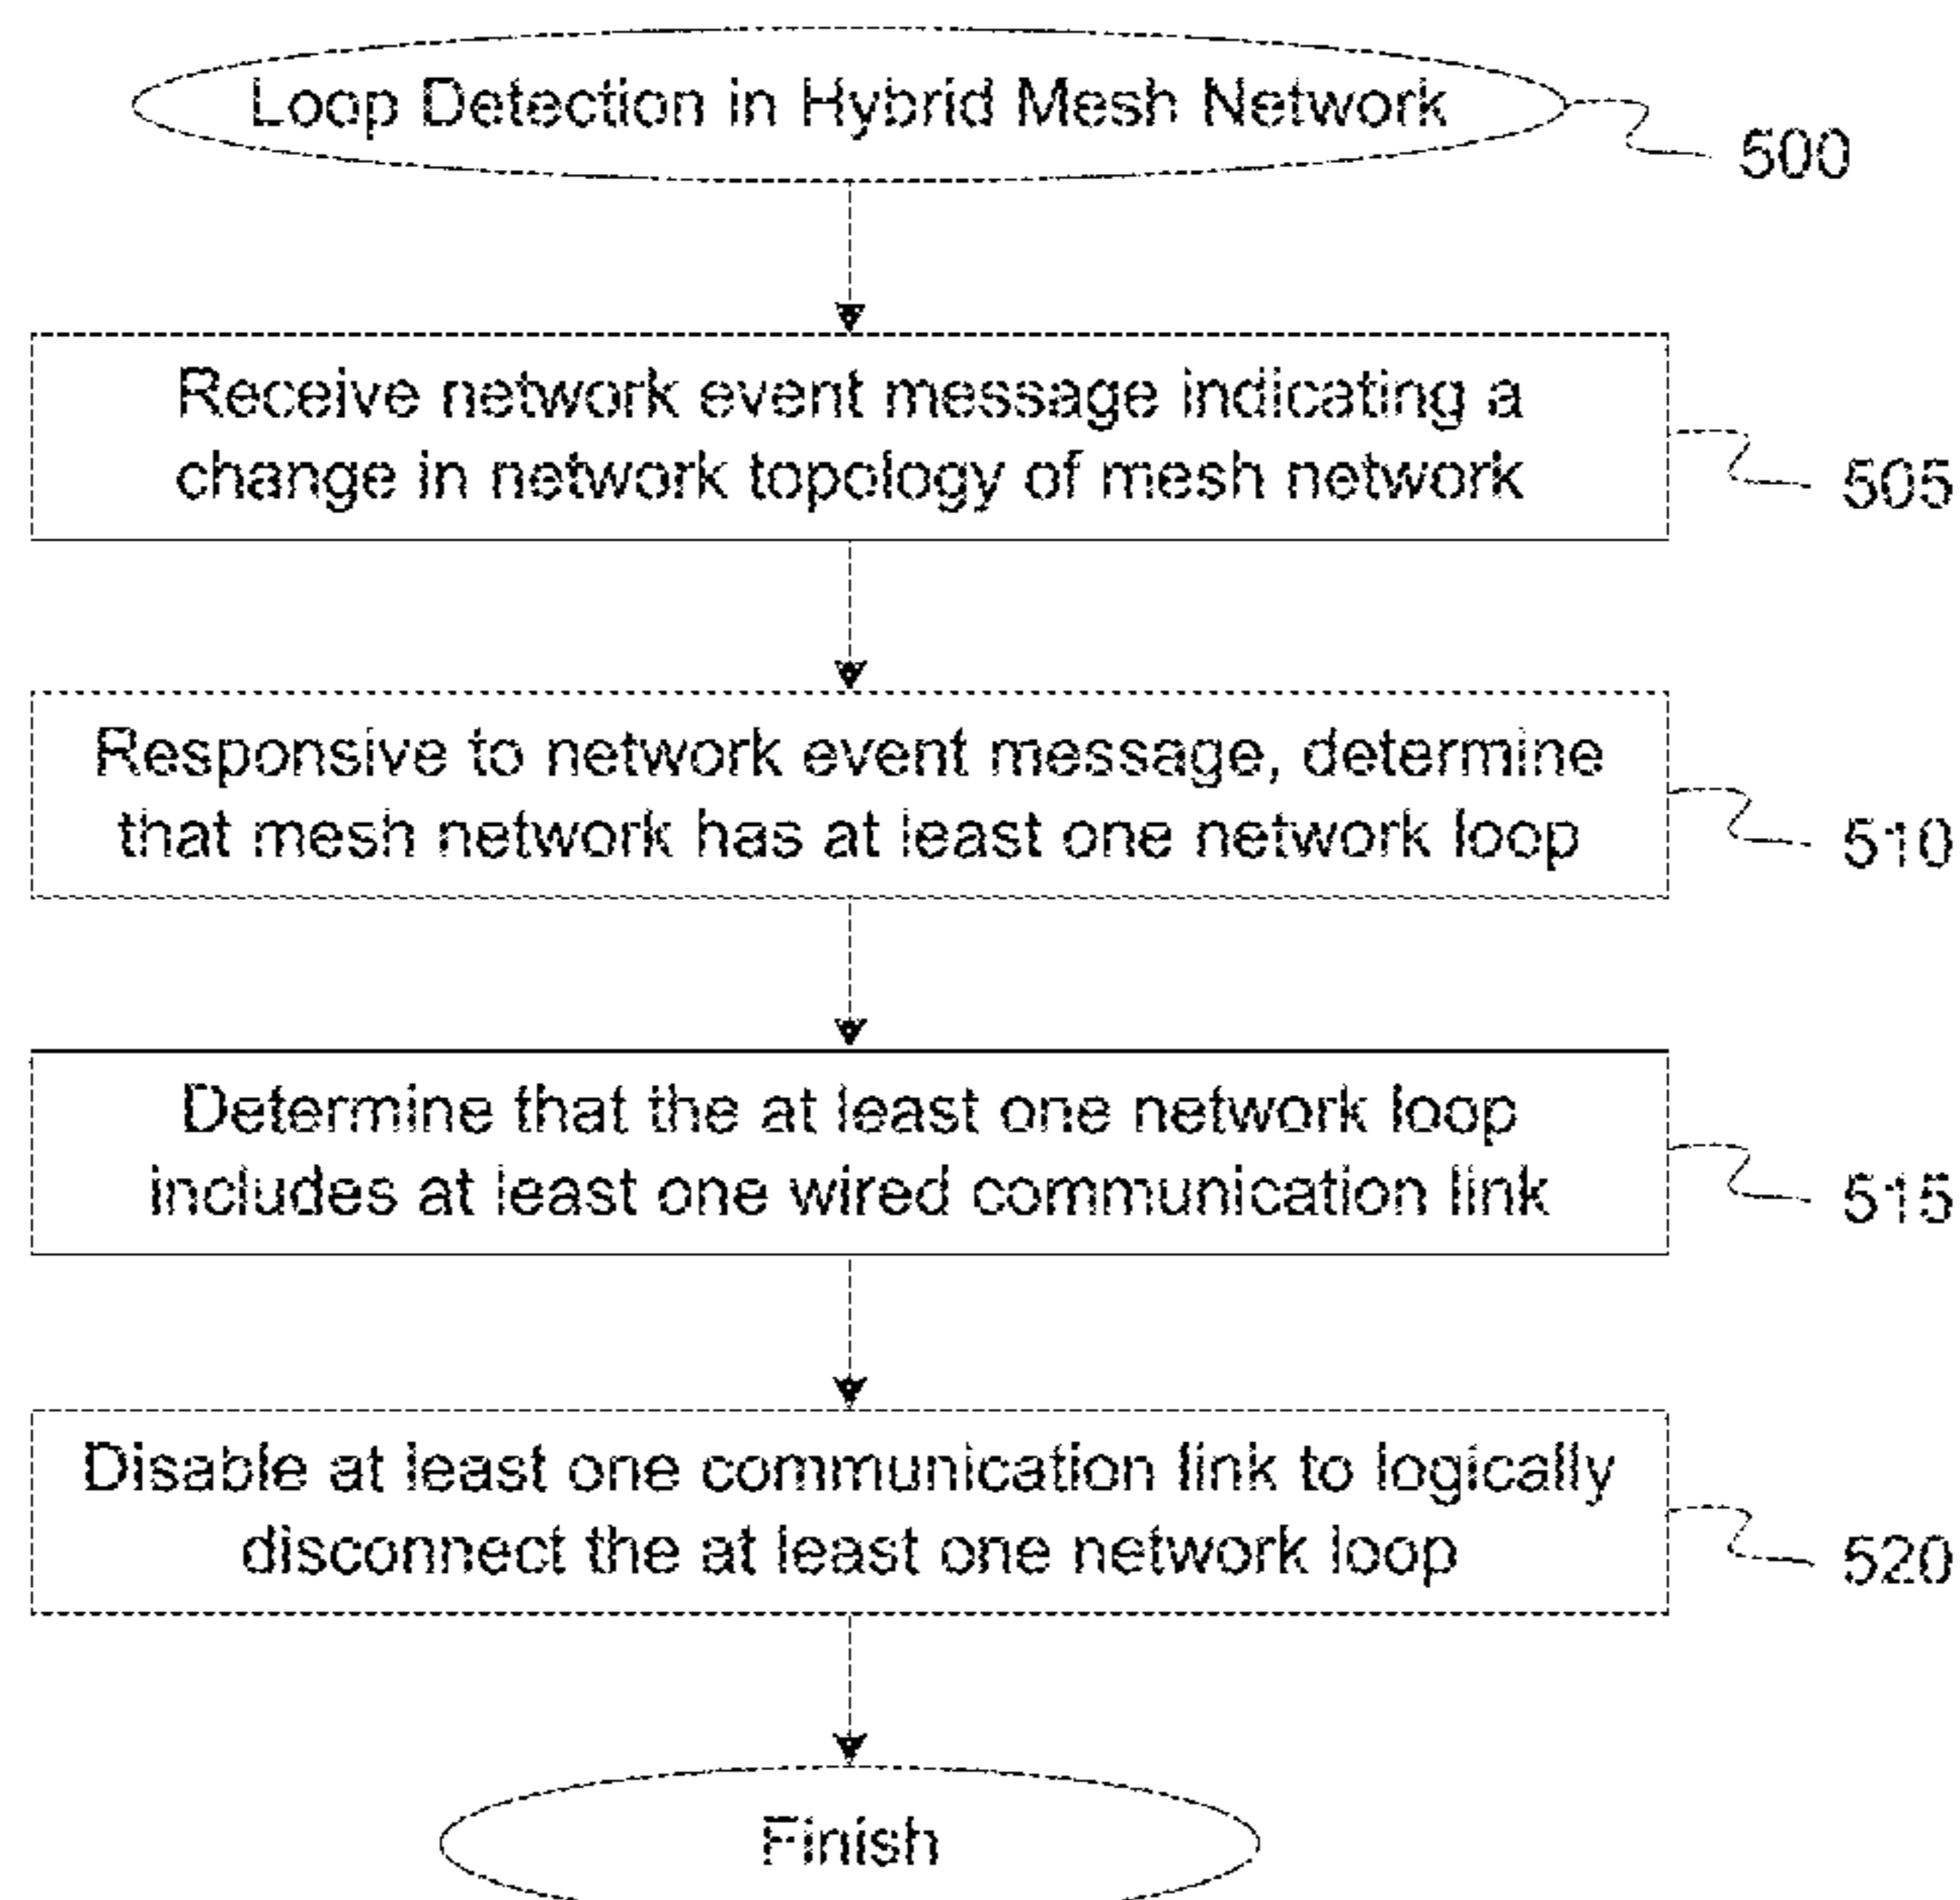 Loop Detection in Hybrid Mesh Network
500
Receive network event message indicating a
change in network topology of mesh network
505
Responsive to network event message, determine
that mesh network has at least one network loop
510
Determine that the at least one network loop
includes at least one wired communication link
515
Disable at least one communication link to logically
disconnect the at least one network loop
520
Finish